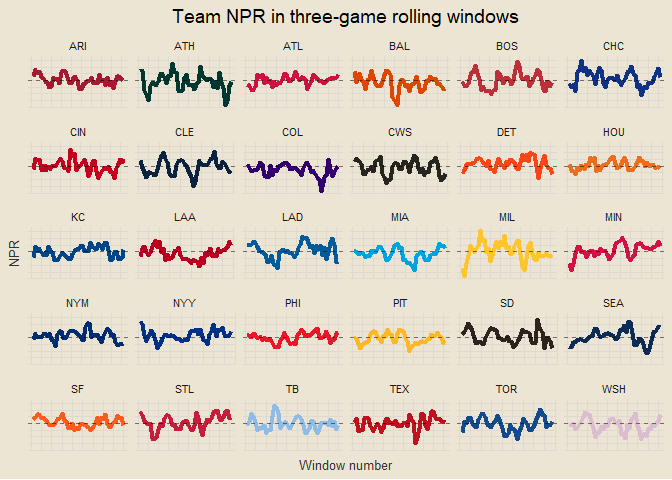 Team NPR in three-game rolling windows
ARI ATH ATL BAL BOS CHC
CIN CLE COL CWS DET HOU
KC LAA LAD MIA MIL MIN
NPR
NYM NYY PHI PIT SD SEA
SF STL TB TEX TOR WSH
Window number